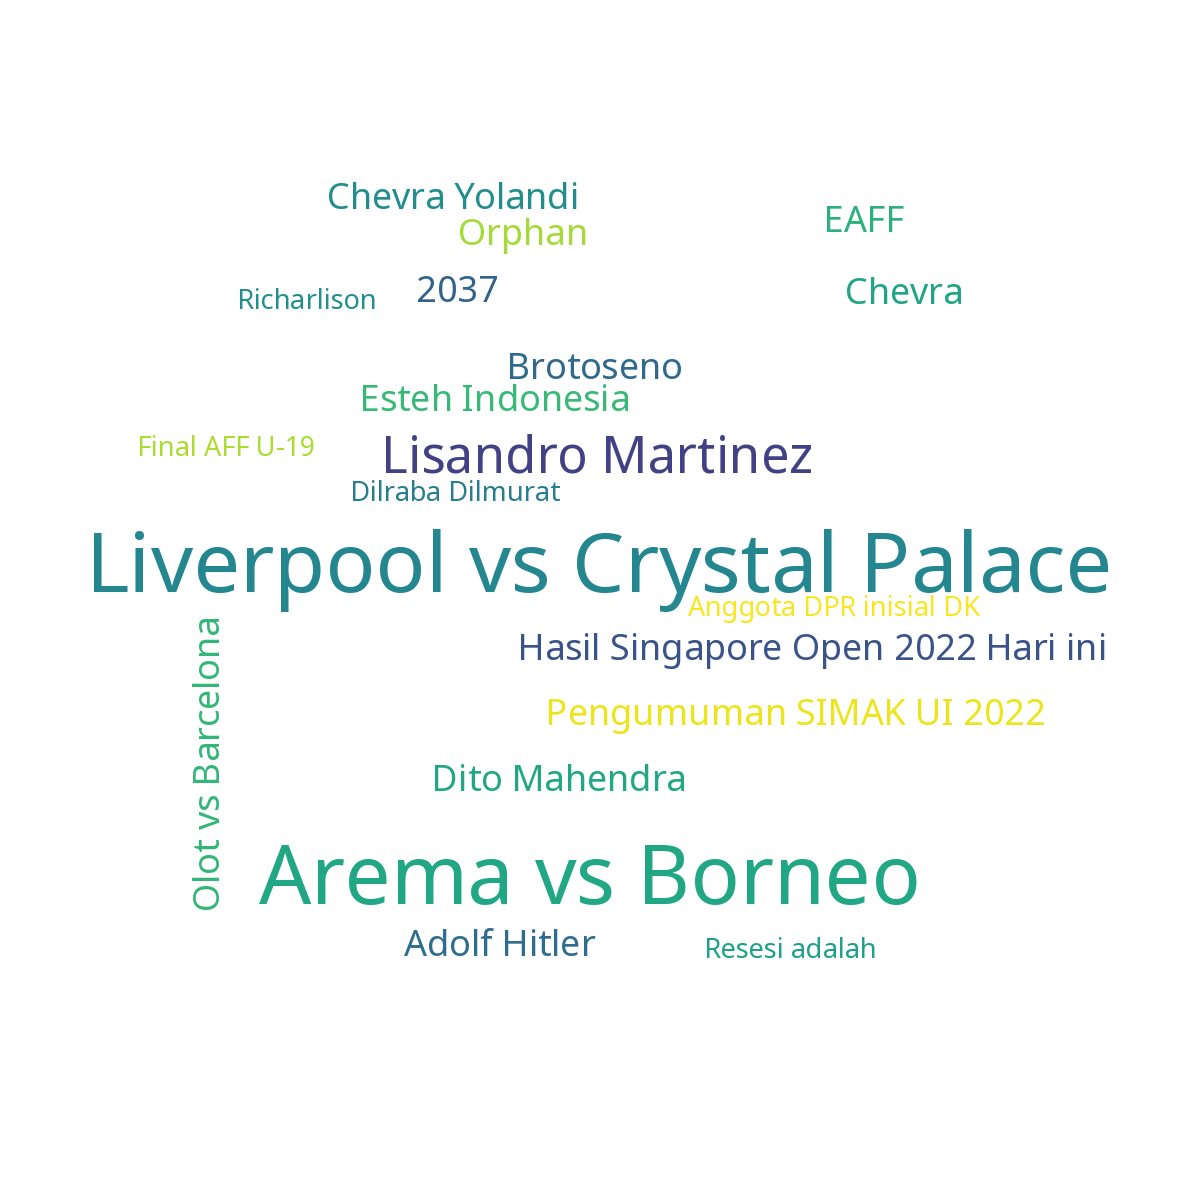 Chevra Yolandi
EAFF
Orphan
2037
Chevra
Richarlison
Brotoseno
Esteh Indonesia
Final AFF U-19
Lisandro Martinez
Dilraba Dilmurat
Liverpool vs Crystal Palace
Anggota DPR inisial DK
Hasil Singapore Open 2022 Hari ini
Olot vs Barcelona
Pengumuman SIMAK UI 2022
Dito Mahendra
Arema vs Borneo
Adolf Hitler
Resesi adalah